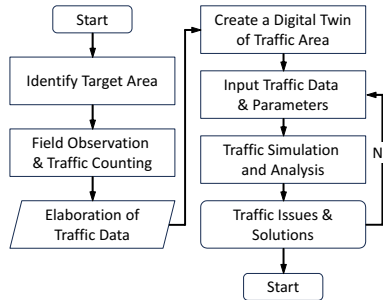 Start
Identify Target Area
Field Observation
& Traffic Counting
Elaboration of
Traffic Data
Create a Digital Twin
of Traffic Area
Input Traffic Data
& Parameters
Traffic Simulation
and Analysis
N
Traffic Issues &
Solutions
Start